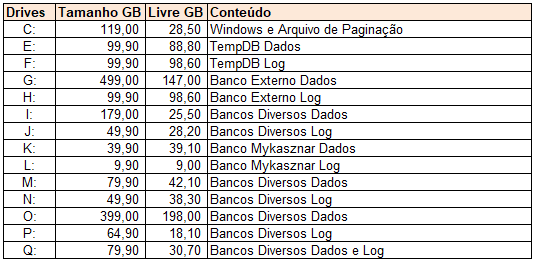 Drives Tamanho GB Livre GB Conteúdo
C: 119,00 28,50 Windows e Arquivo de Paginação
E: 99,90 88,80 TempDB Dados
F: 99,90 98,60 TempDB Log
G: 499,00 147,00 Banco Externo Dados
H: 99,90 98,60 Banco Externo Log
I: 179,00 25,50 Bancos Diversos Dados
J: 49,90 28,20 Bancos Diversos Log
K: 39,90 39,10 Banco Mykasznar Dados
L: 9,90 9,00 Banco Mykasznar Log
M: 79,90 42,10 Bancos Diversos Dados
N: 49,90 38,30 Bancos Diversos Log
O: 399,00 198,00 Bancos Diversos Dados
P: 64,90 18,10 Bancos Diversos Log
Q: 79,90 30,70 Bancos Diversos Dados e Log